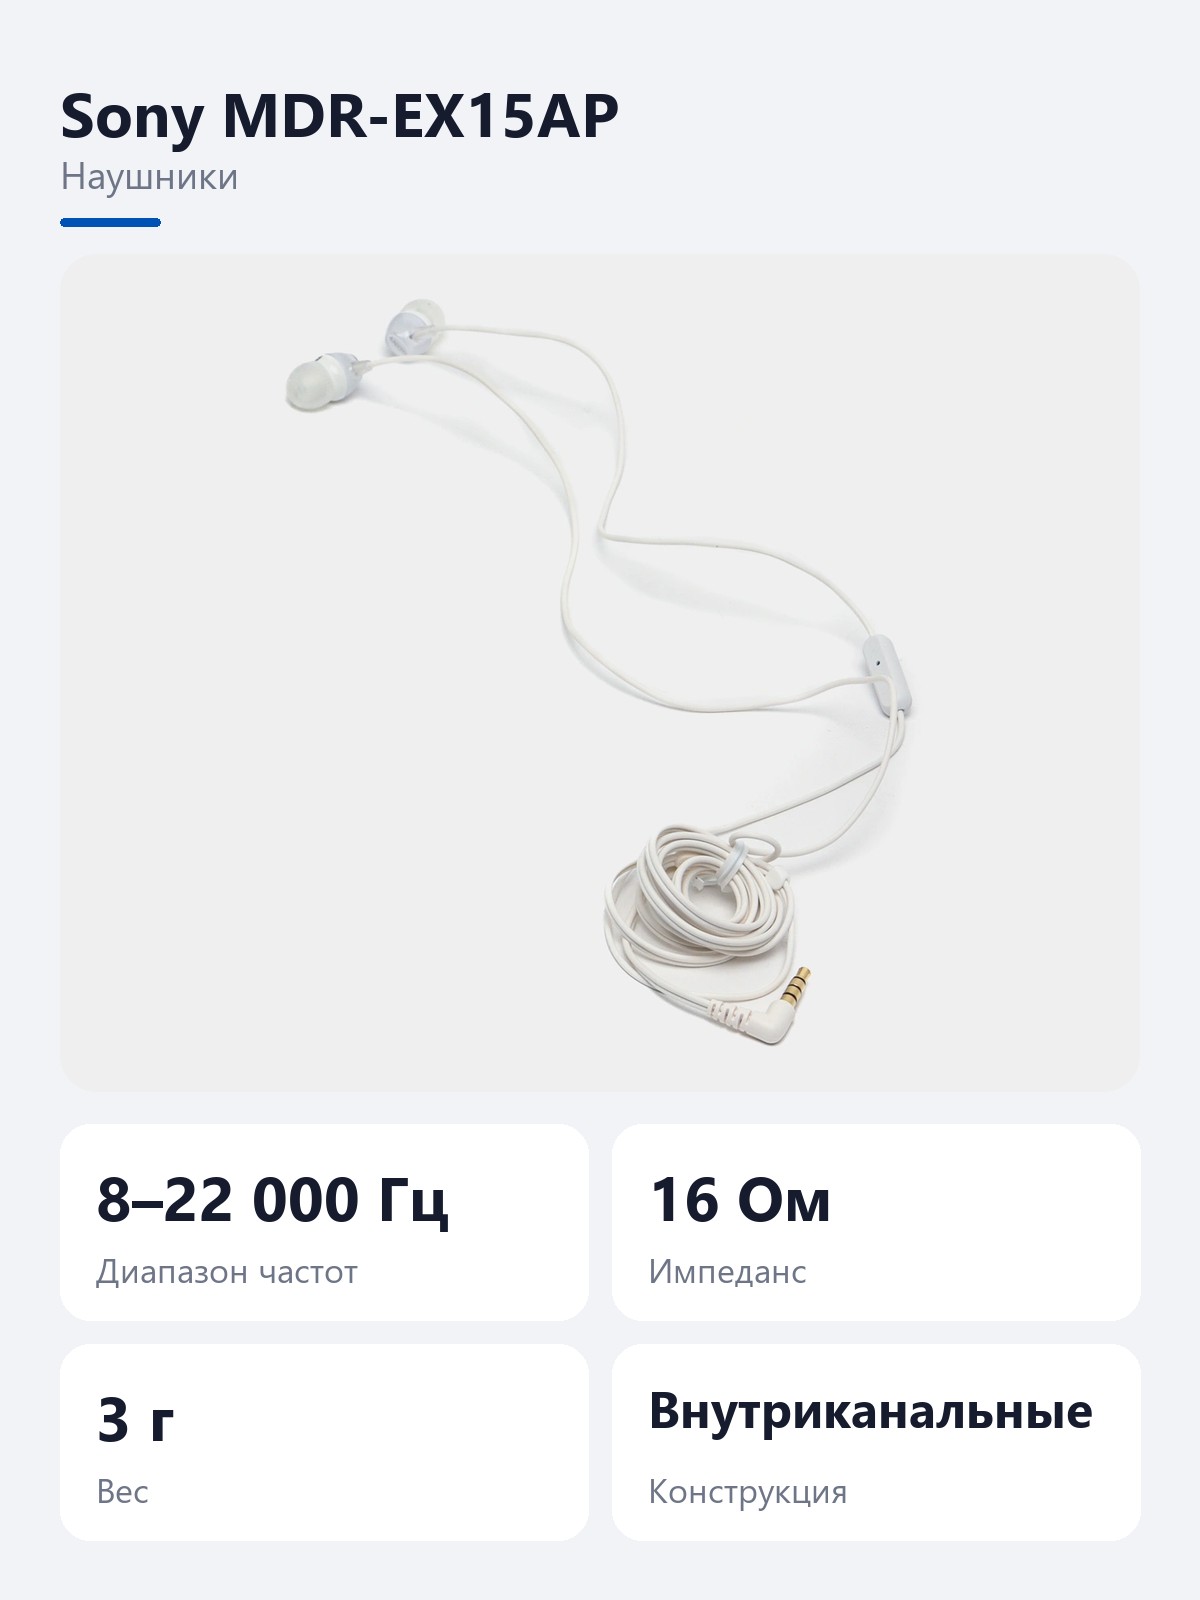 Sony MDR-EX15AP
Наушники
8–22 000 Гц
Диапазон частот
16 Ом
Импеданс
3 г
Вес
Внутриканальные
Конструкция